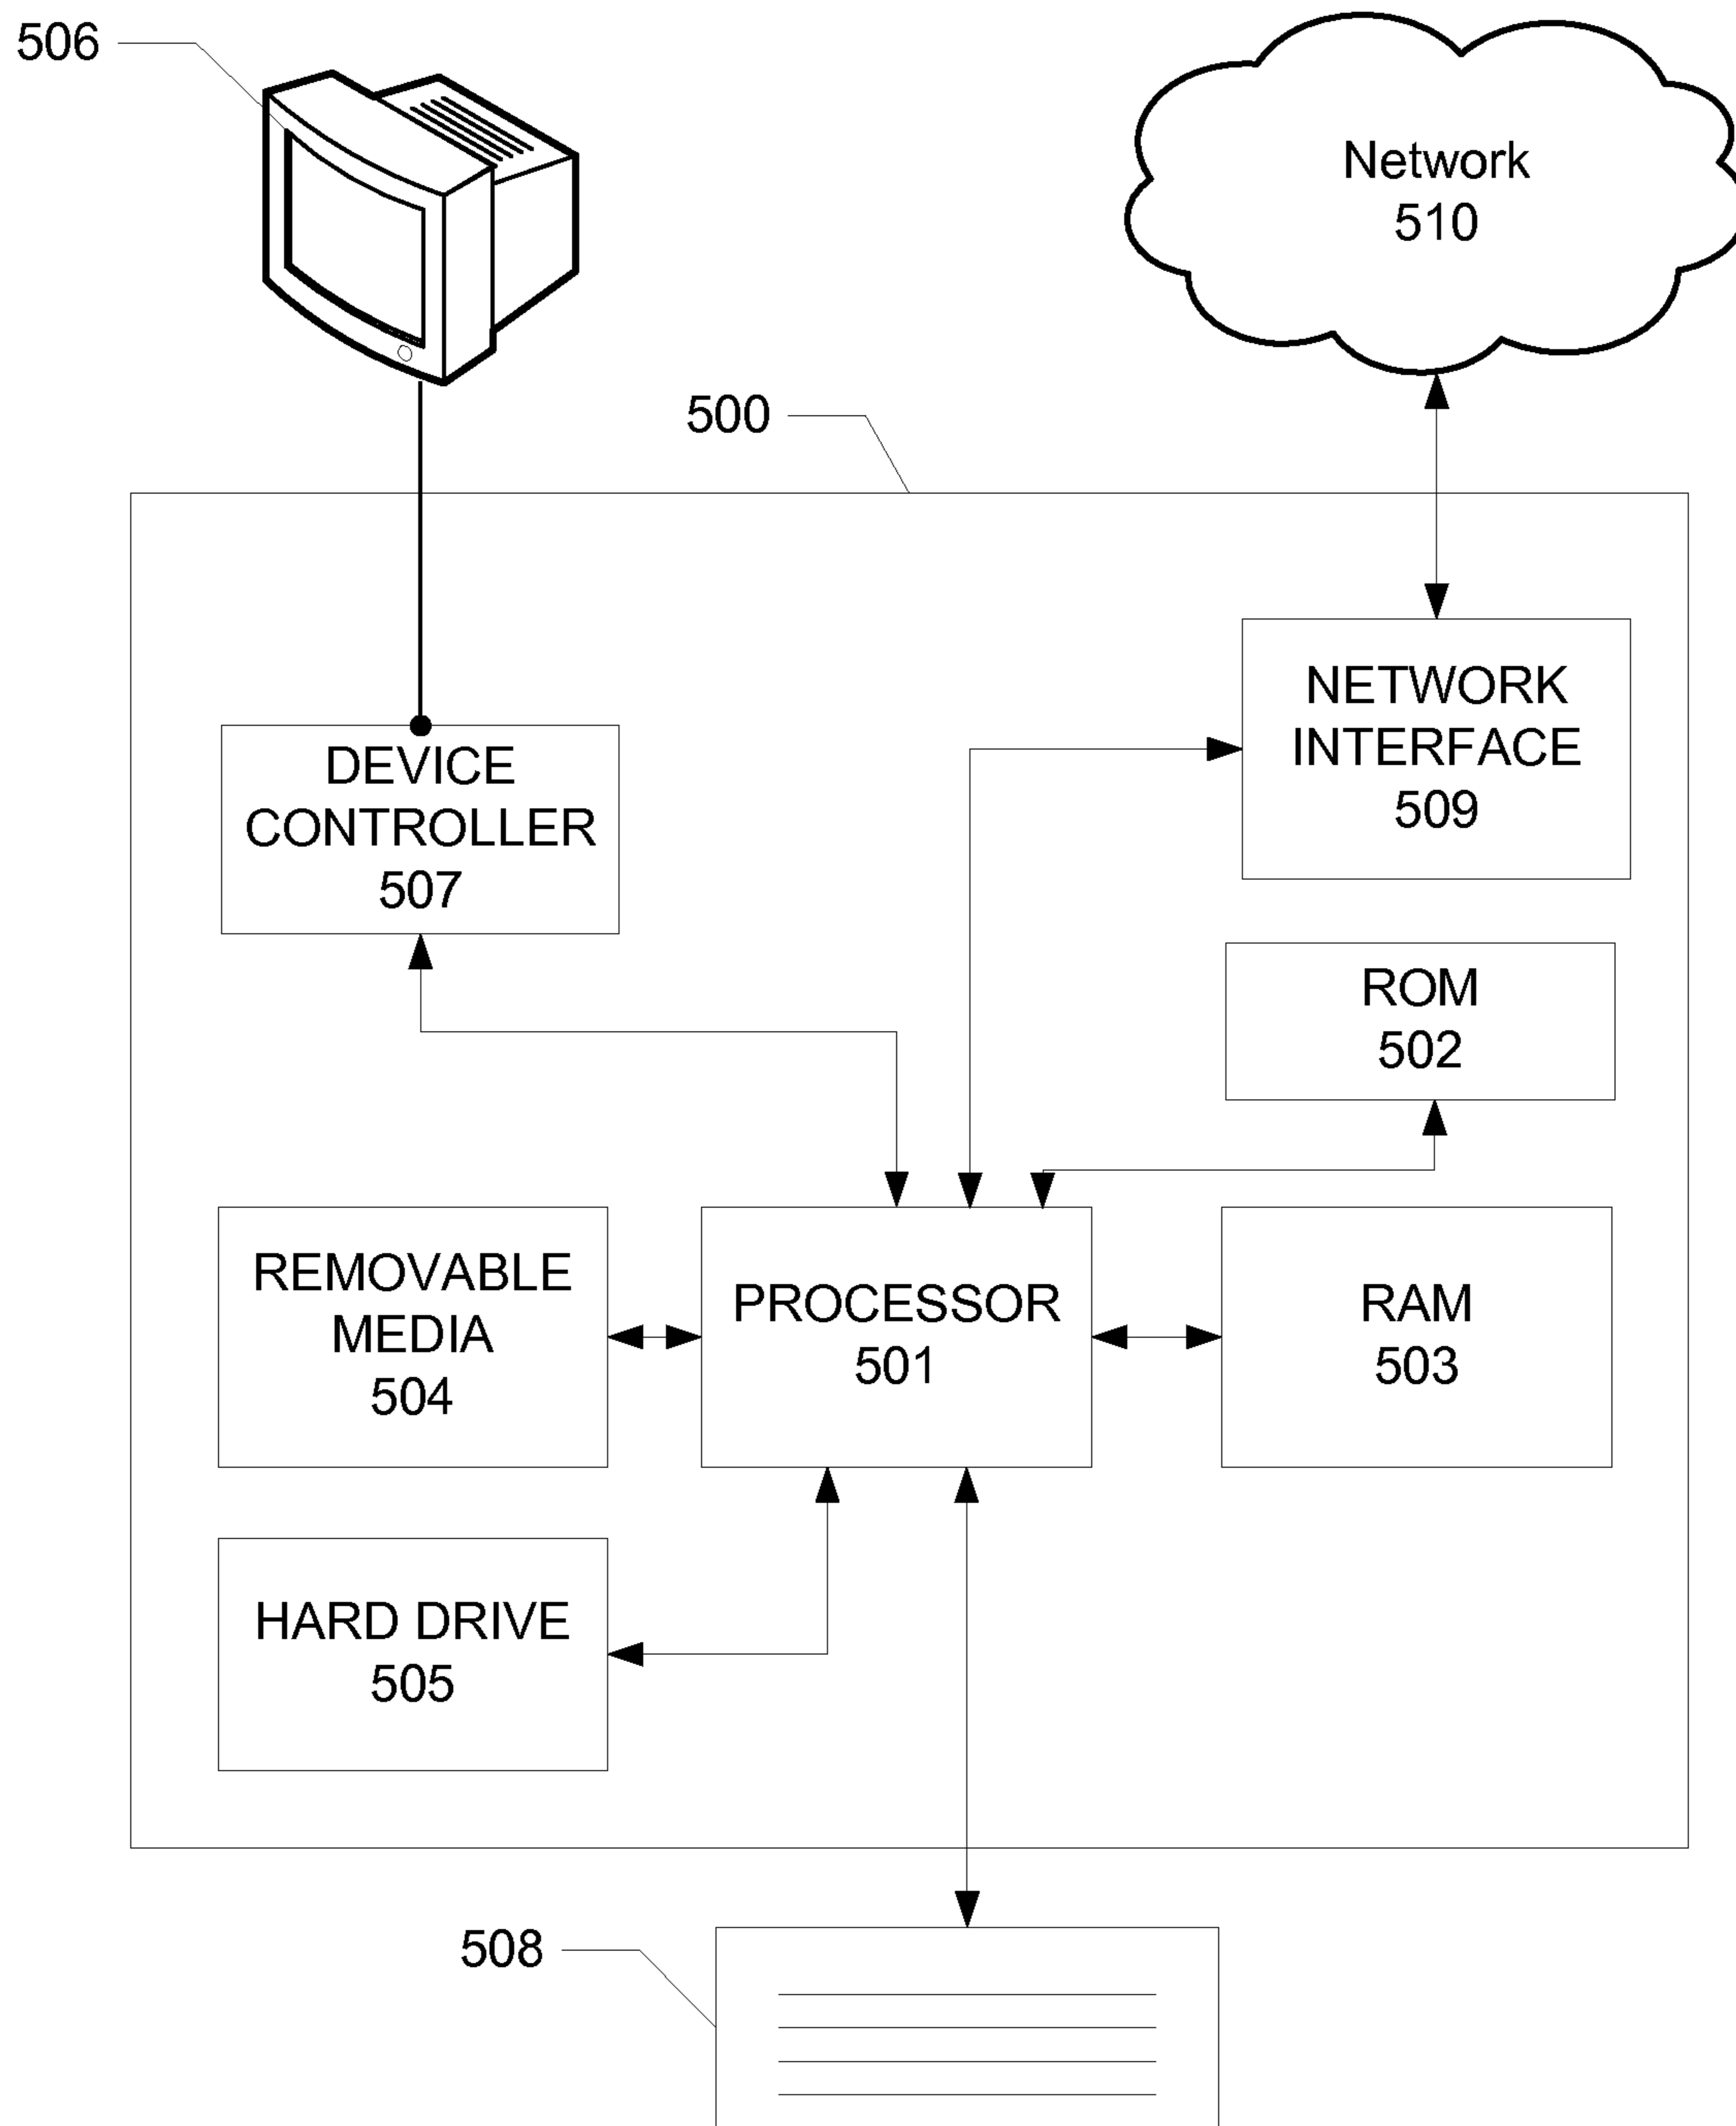 506
Network
510
500
NETWORK
INTERFACE
509
DEVICE
CONTROLLER
507
ROM
502
REMOVABLE
MEDIA
504
PROCESSOR
501
RAM
503
HARD DRIVE
505
508